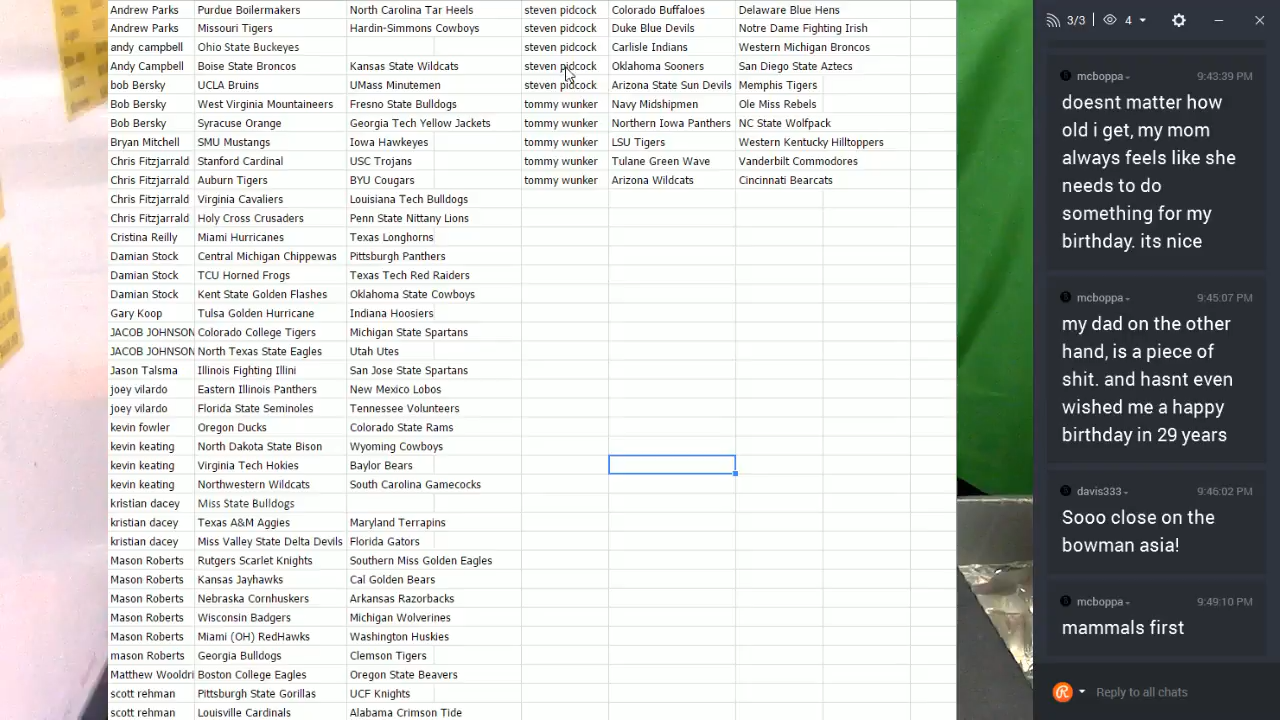 Andrew Parks Purdue Boilermakers North Carolina Tar Heels steven pidcock Colorado Buffaloes Delaware Blue Hens
Andrew Parks Missouri Tigers Hardin-Simmons Cowboys steven pidcock Duke Blue Devils Notre Dame Fighting Irish
andy campbell Ohio State Buckeyes steven pidcock Carlisle Indians Western Michigan Broncos
Andy Campbell Boise State Broncos Kansas State Wildcats steven pidcock Oklahoma Sooners San Diego State Aztecs
bob Bersky UCLA Bruins UMass Minutemen steven pidcock Arizona State Sun Devils Memphis Tigers
Bob Bersky West Virginia Mountaineers Fresno State Bulldogs tommy wunker Navy Midshipmen Ole Miss Rebels
Bob Bersky Syracuse Orange Georgia Tech Yellow Jackets tommy wunker Northern Iowa Panthers NC State Wolfpack
Bryan Mitchell SMU Mustangs Iowa Hawkeyes tommy wunker LSU Tigers Western Kentucky Hilltoppers
Chris Fitzjarrald Stanford Cardinal USC Trojans tommy wunker Tulane Green Wave Vanderbilt Commodores
Chris Fitzjarrald Auburn Tigers BYU Cougars tommy wunker Arizona Wildcats Cincinnati Bearcats
Chris Fitzjarrald Virginia Cavaliers Louisiana Tech Bulldogs
Chris Fitzjarrald Holy Cross Crusaders Penn State Nittany Lions
Cristina Reilly Miami Hurricanes Texas Longhorns
Damian Stock Central Michigan Chippewas Pittsburgh Panthers
Damian Stock TCU Horned Frogs Texas Tech Red Raiders
Damian Stock Kent State Golden Flashes Oklahoma State Cowboys
Gary Koop Tulsa Golden Hurricane Indiana Hoosiers
JACOB JOHNSON Colorado College Tigers Michigan State Spartans
JACOB JOHNSON North Texas State Eagles Utah Utes
Jason Talsma Illinois Fighting Illini San Jose State Spartans
joey vilardo Eastern Illinois Panthers New Mexico Lobos
joey vilardo Florida State Seminoles Tennessee Volunteers
kevin fowler Oregon Ducks Colorado State Rams
kevin keating North Dakota State Bison Wyoming Cowboys
kevin keating Virginia Tech Hokies Baylor Bears
kevin keating Northwestern Wildcats South Carolina Gamecocks
kristian dacey Miss State Bulldogs
kristian dacey Texas A&M Aggies Maryland Terrapins
kristian dacey Miss Valley State Delta Devils Florida Gators
Mason Roberts Rutgers Scarlet Knights Southern Miss Golden Eagles
Mason Roberts Kansas Jayhawks Cal Golden Bears
Mason Roberts Nebraska Cornhuskers Arkansas Razorbacks
Mason Roberts Wisconsin Badgers Michigan Wolverines
Mason Roberts Miami (OH) RedHawks Washington Huskies
mason Roberts Georgia Bulldogs Clemson Tigers
Matthew Wooldri Boston College Eagles Oregon State Beavers
scott rehman Pittsburgh State Gorillas UCF Knights
scott rehman Louisville Cardinals Alabama Crimson Tide
3/3 4
mcboppa 9:43:39 PM
doesnt matter how
old i get, my mom
always feels like she
needs to do
something for my
birthday. its nice
mcboppa 9:45:07 PM
my dad on the other
hand, is a piece of
shit. and hasnt even
wished me a happy
birthday in 29 years
davis333 9:46:02 PM
Sooo close on the
bowman asia!
mcboppa 9:49:10 PM
mammals first
Reply to all chats